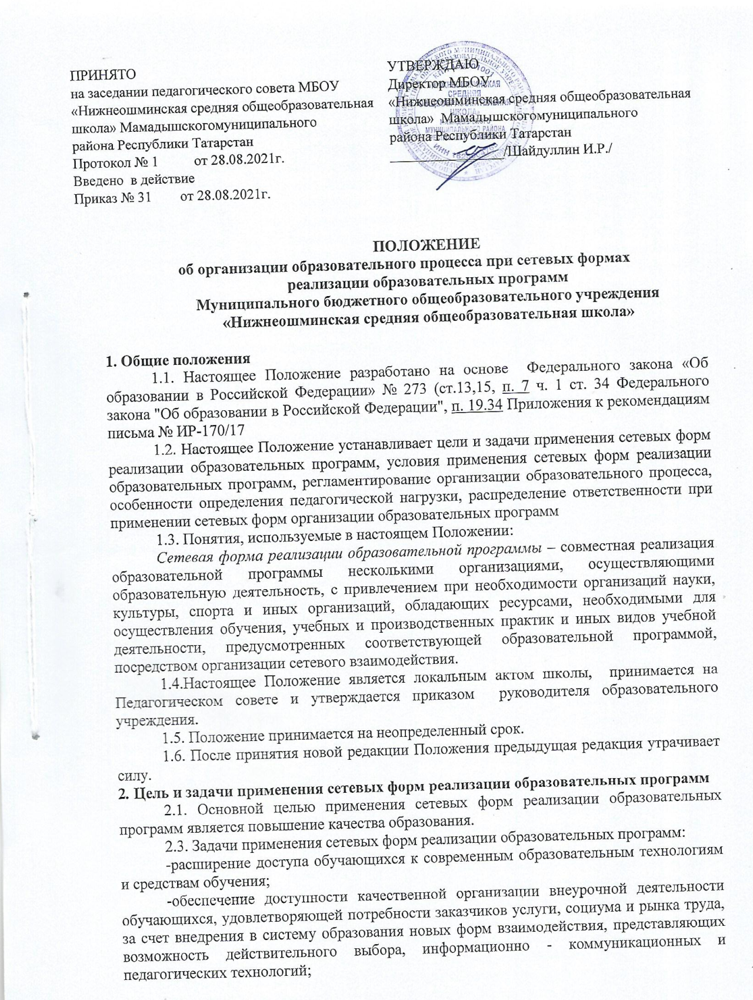 ПРИНЯТО
на заседании педагогического совета МБОУ
«Нижнеошминская средняя общеобразовательная
школа» Мамадышскогомуниципального
района Республики Татарстан
Протокол № 1 от 28.08.2021г.
Введено в действие
Приказ № 31 от 28.08.2021г.
УТВЕРЖДАЮ
Директор МБОУ
«Нижнеошминская средняя общеобразовательная
школа» Мамадышскогомуниципального
района Республики Татарстан
________________/Шайдуллин И.Р./
ПОЛОЖЕНИЕ
об организации образовательного процесса при сетевых формах
реализации образовательных программ
Муниципального бюджетного общеобразовательного учреждения
«Нижнеошминская средняя общеобразовательная школа»
1. Общие положения
1.1. Настоящее Положение разработано на основе Федерального закона «Об
образовании в Российской Федерации» № 273 (ст.13,15, п. 7 ч. 1 ст. 34 Федерального
закона "Об образовании в Российской Федерации", п. 19.34 Приложения к рекомендациям
письма № ИР-170/17
1.2. Настоящее Положение устанавливает цели и задачи применения сетевых форм
реализации образовательных программ, условия применения сетевых форм реализации
образовательных программ, регламентирование организации образовательного процесса,
особенности определения педагогической нагрузки, распределение ответственности при
применении сетевых форм организации образовательных программ
1.3. Понятия, используемые в настоящем Положении:
Сетевая форма реализации образовательной программы – совместная реализация
образовательной программы несколькими организациями, осуществляющими
образовательную деятельность, с привлечением при необходимости организаций науки,
культуры, спорта и иных организаций, обладающих ресурсами, необходимыми для
осуществления обучения, учебных и производственных практик и иных видов учебной
деятельности, предусмотренных соответствующей образовательной программой,
посредством организации сетевого взаимодействия.
1.4.Настоящее Положение является локальным актом школы, принимается на
Педагогическом совете и утверждается приказом руководителя образовательного
учреждения.
1.5. Положение принимается на неопределенный срок.
1.6. После принятия новой редакции Положения предыдущая редакция утрачивает
силу.
2. Цель и задачи применения сетевых форм реализации образовательных программ
2.1. Основной целью применения сетевых форм реализации образовательных
программ является повышение качества образования.
2.3. Задачи применения сетевых форм реализации образовательных программ:
-расширение доступа обучающихся к современным образовательным технологиям
и средствам обучения;
-обеспечение доступности качественной организации внеурочной деятельности
обучающихся, удовлетворяющей потребности заказчиков услуги, социума и рынка труда,
за счет внедрения в систему образования новых форм взаимодействия, представляющих
возможность действительного выбора, информационно - коммуникационных и
педагогических технологий;